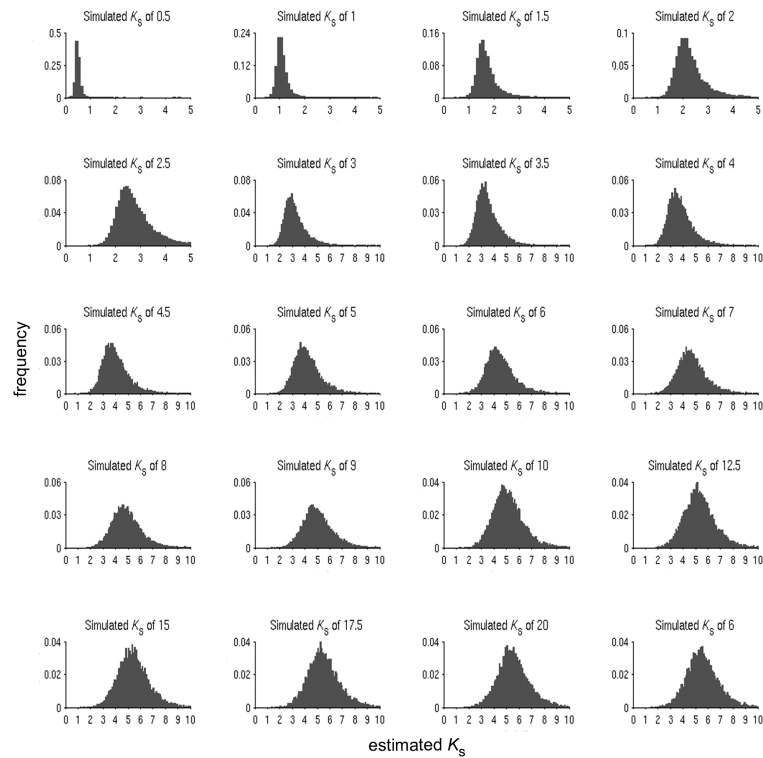 Simulated Ks of 0.5 Simulated Ks of 1 Simulated Ks of 1.5 Simulated Ks of 2
0.5 0.24 0.16 0.1
0.25 0.12 0.08 0.05
0 0 0 0
0 1 2 3 4 5 0 1 2 3 4 5 0 1 2 3 4 5 0 1 2 3 4 5
Simulated Ks of 2.5 Simulated Ks of 3 Simulated Ks of 3.5 Simulated Ks of 4
0.08 0.08 0.06 0.06
0.04 0.04 0.03 0.03
0 0 0 0
0 1 2 3 4 5 0 1 2 3 4 5 6 7 8 9 10 0 1 2 3 4 5 6 7 8 9 10 0 1 2 3 4 5 6 7 8 9 10
Simulated Ks of 4.5 Simulated Ks of 5 Simulated Ks of 6 Simulated Ks of 7
0.06 0.06 0.06 0.06
0.03 0.03 0.03 0.03
0 0 0 0
0 1 2 3 4 5 6 7 8 9 10 0 1 2 3 4 5 6 7 8 9 10 0 1 2 3 4 5 6 7 8 9 10 0 1 2 3 4 5 6 7 8 9 10
frequency
Simulated Ks of 8 Simulated Ks of 9 Simulated Ks of 10 Simulated Ks of 12.5
0.06 0.06 0.04 0.04
0.03 0.03 0.02 0.02
0 0 0 0
0 1 2 3 4 5 6 7 8 9 10 0 1 2 3 4 5 6 7 8 9 10 0 1 2 3 4 5 6 7 8 9 10 0 1 2 3 4 5 6 7 8 9 10
Simulated Ks of 15 Simulated Ks of 17.5 Simulated Ks of 20 Simulated Ks of 6
0.04 0.04 0.04 0.04
0.02 0.02 0.02 0.02
0 0 0 0
0 1 2 3 4 5 6 7 8 9 10 0 1 2 3 4 5 6 7 8 9 10 0 1 2 3 4 5 6 7 8 9 10 0 1 2 3 4 5 6 7 8 9 10
estimated Ks